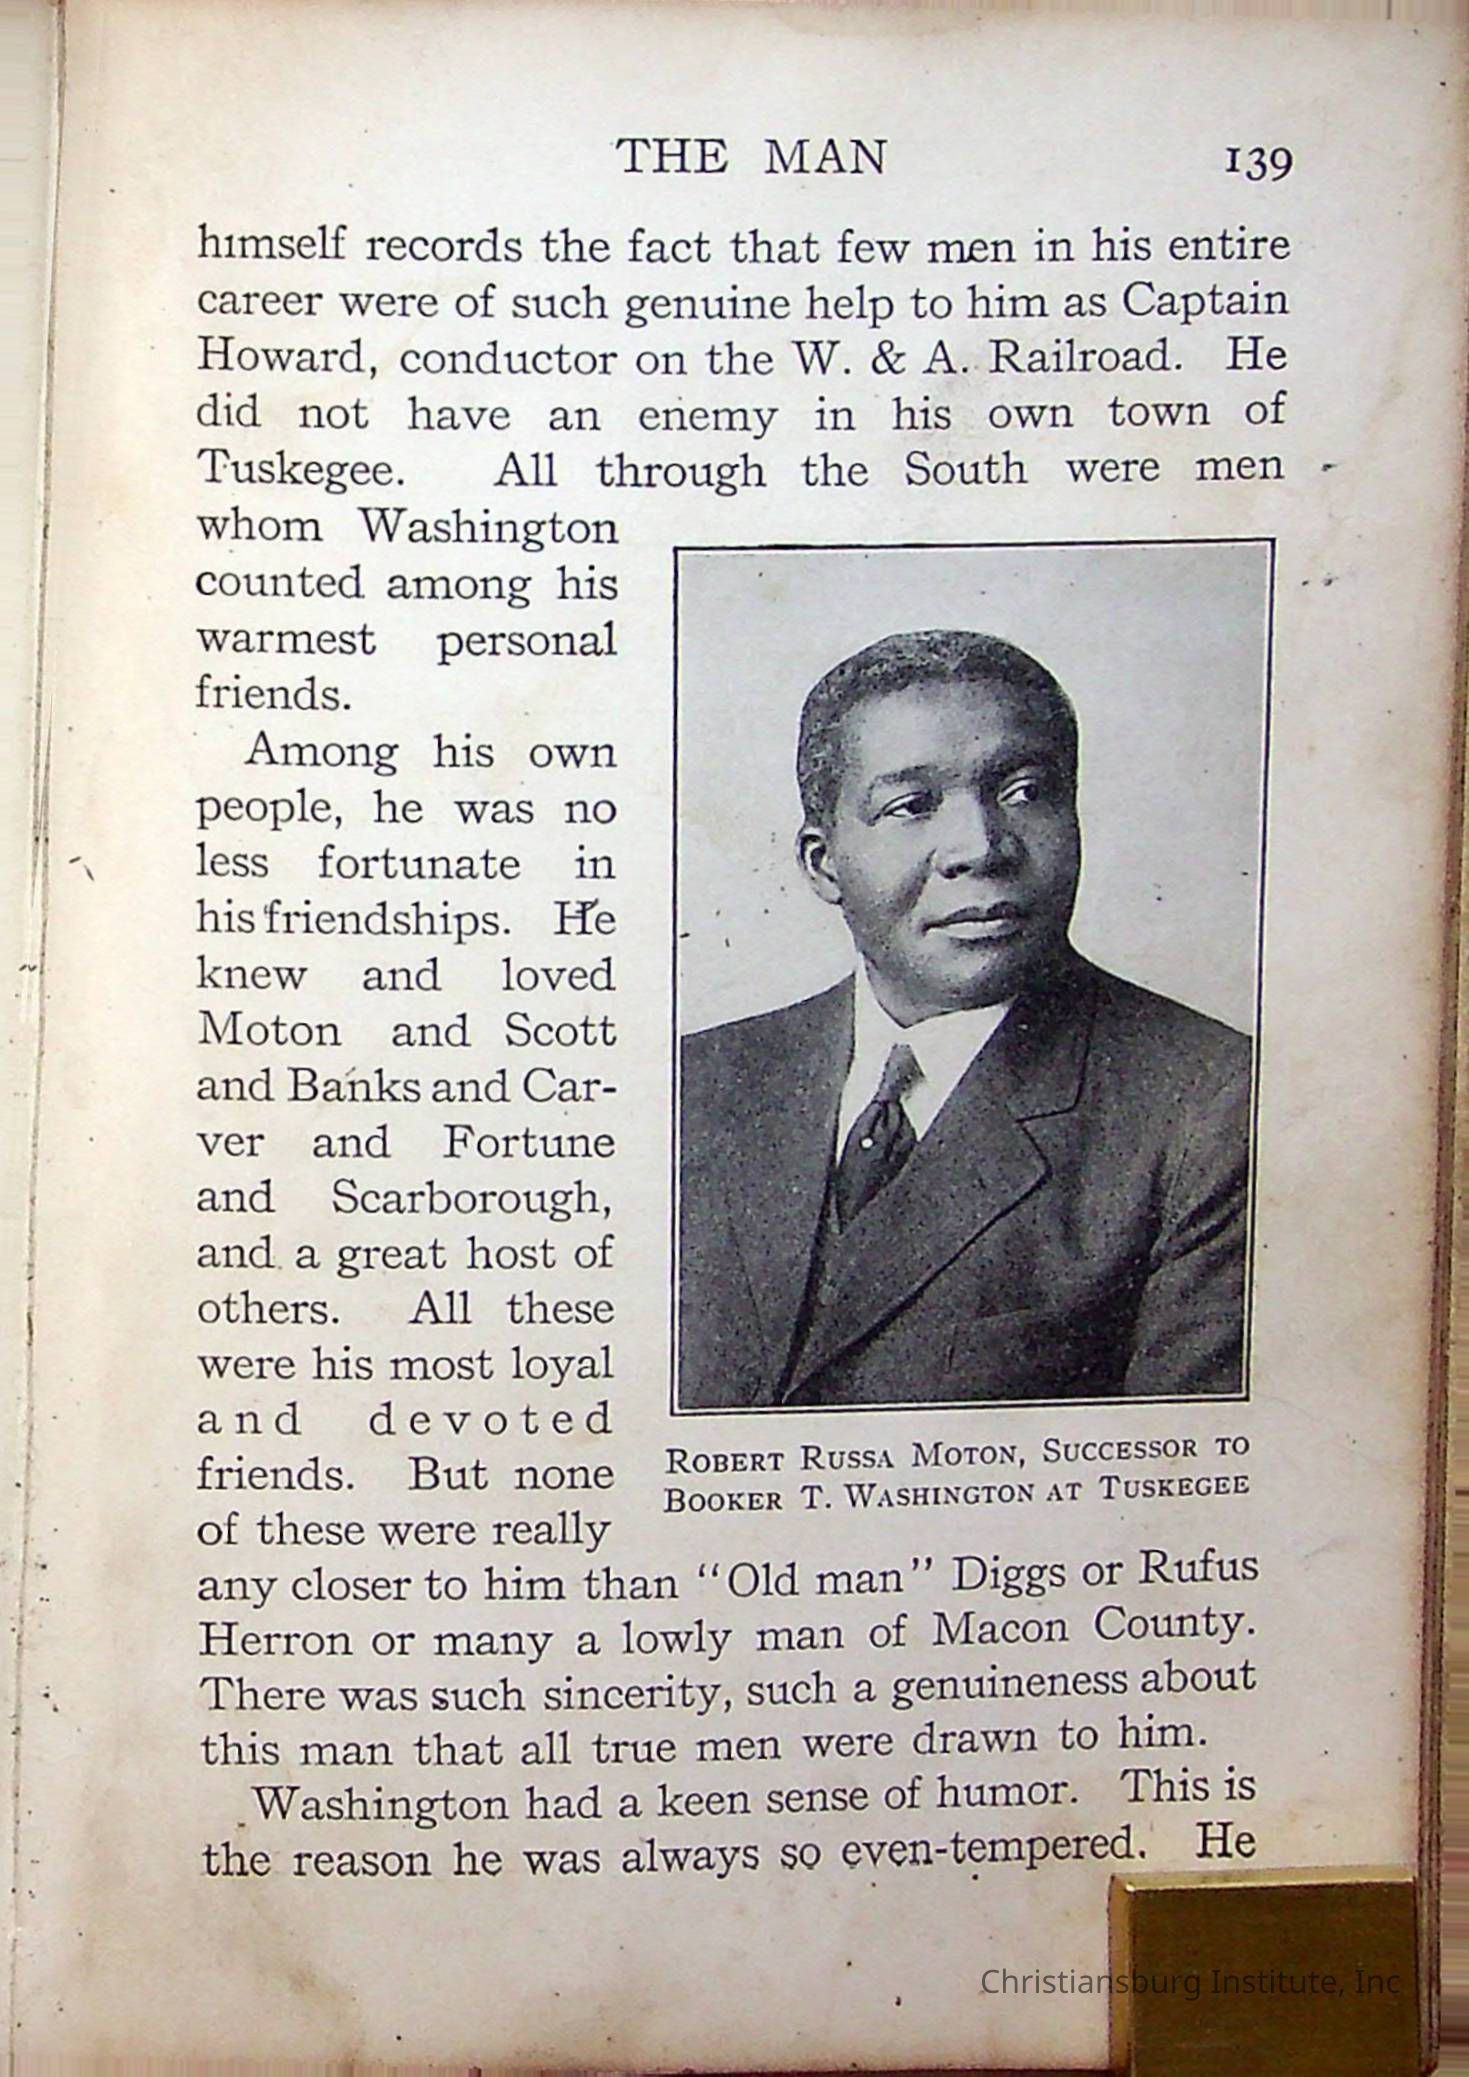 THE MAN 139
himself records the fact that few men in his entire
career were of such genuine help to him as Captain
Howard, conductor on the W. & A. Railroad. He
did not have an enemy in his own town of
Tuskegee. All through the South were men
whom Washington
counted among his
warmest personal
friends.
Among his own
people, he was no
less fortunate in
his friendships. He
knew and loved
Moton and Scott
and Banks and Car-
ver and Fortune
and Scarborough,
and a great host of
others. All these
were his most loyal
and devoted
friends. But none
of these were really
any closer to him than "Old man" Diggs or Rufus
Herron or many a lowly man of Macon County.
There was such sincerity, such a genuineness about
this man that all true men were drawn to him.
Washington had a keen sense of humor. This is
the reason he was always so even-tempered. He
ROBERT RUSSA MOTON, SUCCESSOR TO
BOOKER T. WASHINGTON AT TUSKEGEE
Christiansburg Institute, Inc